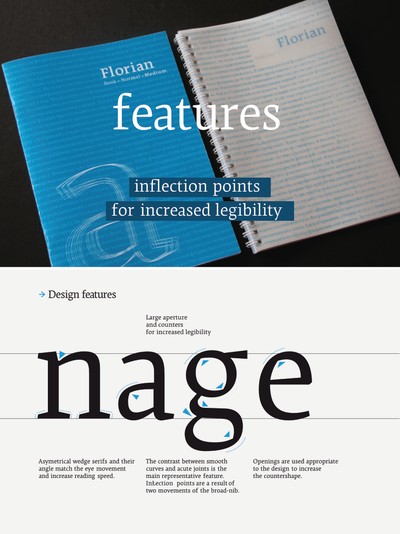 Florian
Book • Normal • Medium
Florian
features
inflection points
for increased legibility
a
→ Design features
Large aperture
and counters
for increased legibility
nage
Asymetrical wedge serifs and their
angle match the eye movement
and increase reading speed.
The contrast between smooth
curves and acute joints is the
main representative feature.
Inŀection points are a result of
two movements of the broad-nib.
Openings are used appropriate
to the design to increase
the countershape.